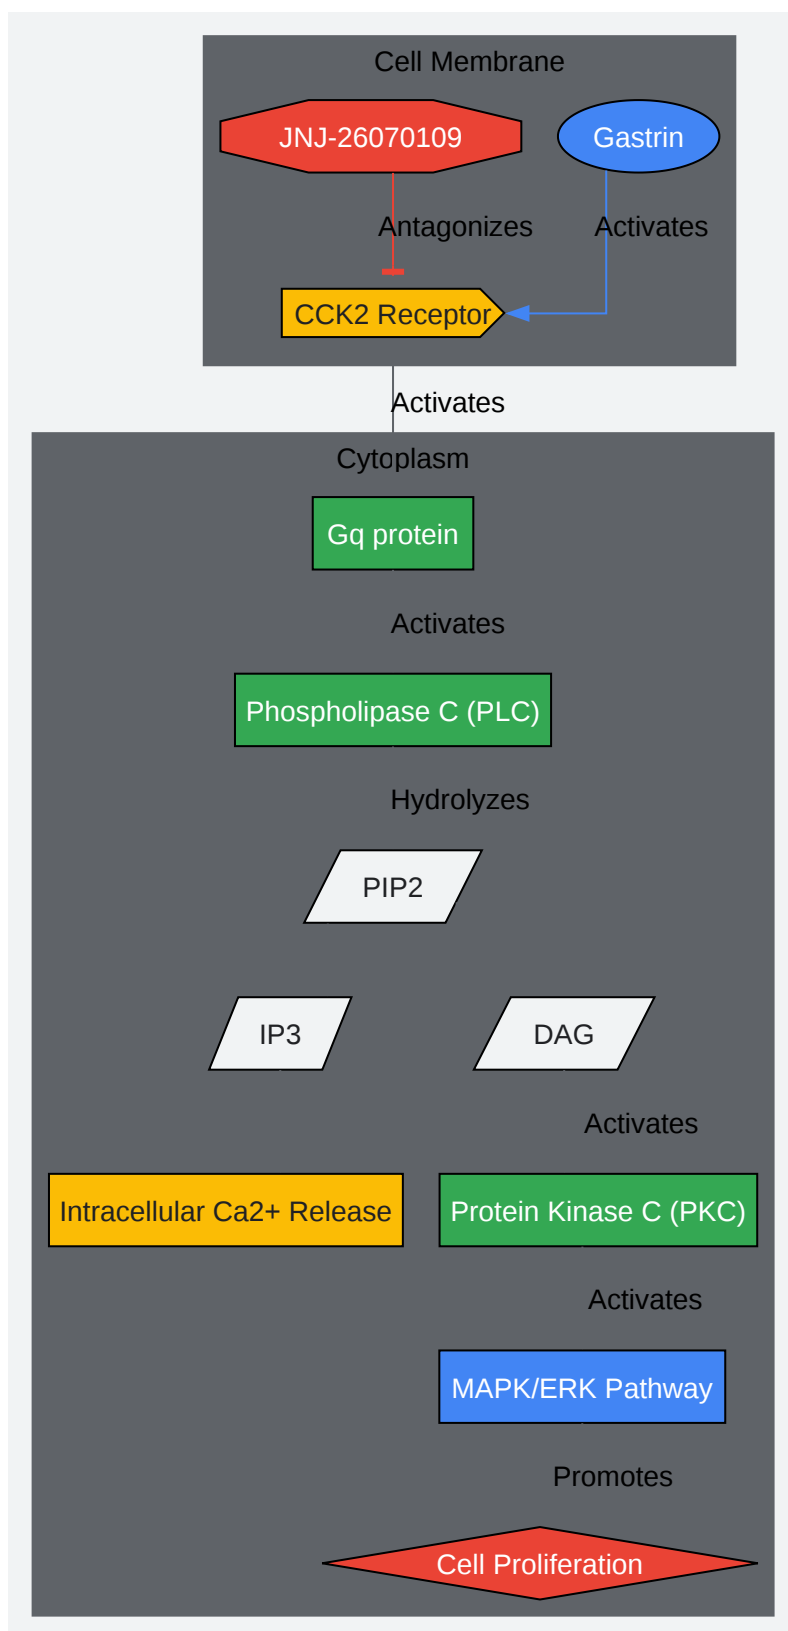 Cell Membrane
JNJ-26070109
Gastrin
Antagonizes
Activates
CCK2 Receptor
Activates
Cytoplasm
Gq protein
Activates
Phospholipase C (PLC)
Hydrolyzes
PIP2
IP3
DAG
Activates
Intracellular Ca2+ Release
Protein Kinase C (PKC)
Activates
MAPK/ERK Pathway
Promotes
Cell Proliferation